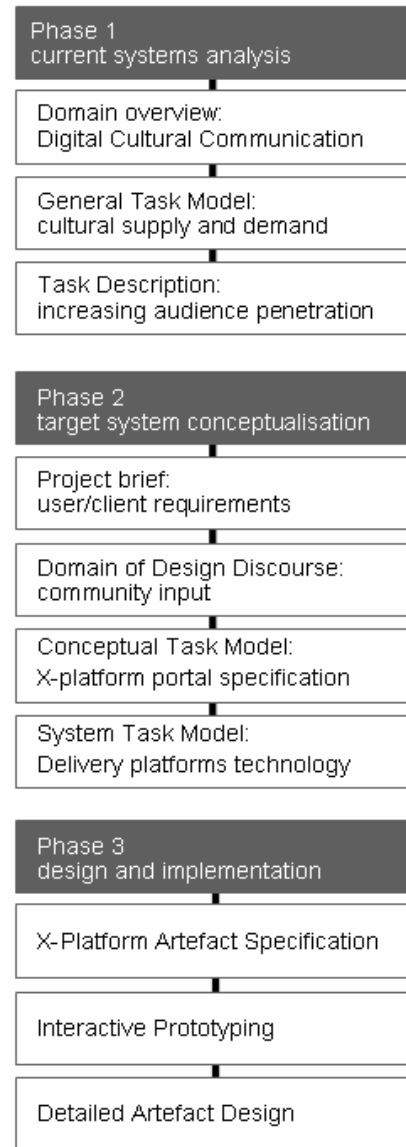 Phase 1
current systems analysis
Domain overview:
Digital Cultural Communication
General Task Model:
cultural supply and demand
Task Description:
increasing audience penetration
Phase 2
target system conceptualisation
Project brief:
user/client requirements
Domain of Design Discourse:
community input
Conceptual Task Model:
X-platform portal specification
System Task Model:
Delivery platforms technology
Phase 3
design and implementation
X-Platform Artefact Specification
Interactive Prototyping
Detailed Artefact Design